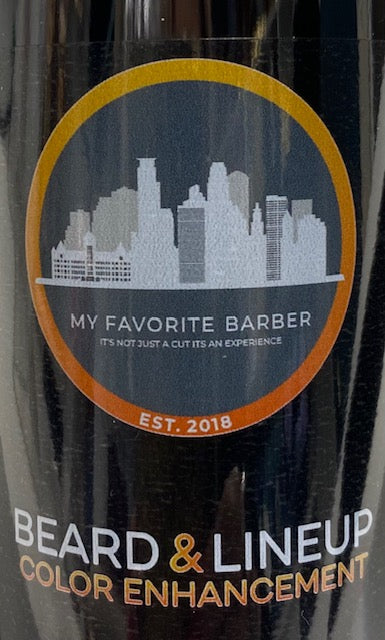 MY FAVORITE BARBER
IT'S NOT JUST A CUT ITS AN EXPERIENCE
EST. 2018
BEARD & LINEUP
COLOR ENHANCEMENT